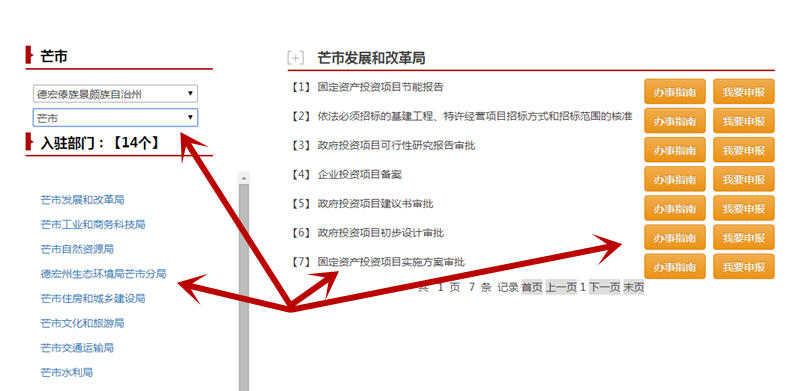 芒市
德宏傣族景颇族自治州
芒市
入驻部门：【14个】
芒市发展和改革局
芒市工业和商务科技局
芒市自然资源局
德宏州生态环境局芒市分局
芒市住房和城乡建设局
芒市文化和旅游局
芒市交通运输局
芒市水利局
[+] 芒市发展和改革局
【1】 固定资产投资项目节能报告 办事指南 我要申报
【2】 依法必须招标的基建工程、特许经营项目招标方式和招标范围的核准 办事指南 我要申报
【3】 政府投资项目可行性研究报告审批 办事指南 我要申报
【4】 企业投资项目备案 办事指南 我要申报
【5】 政府投资项目建议书审批 办事指南 我要申报
【6】 政府投资项目初步设计审批 办事指南 我要申报
【7】 固定资产投资项目实施方案审批 办事指南 我要申报
共 1 页 7 条 记录 首页 上一页 1 下一页 末页